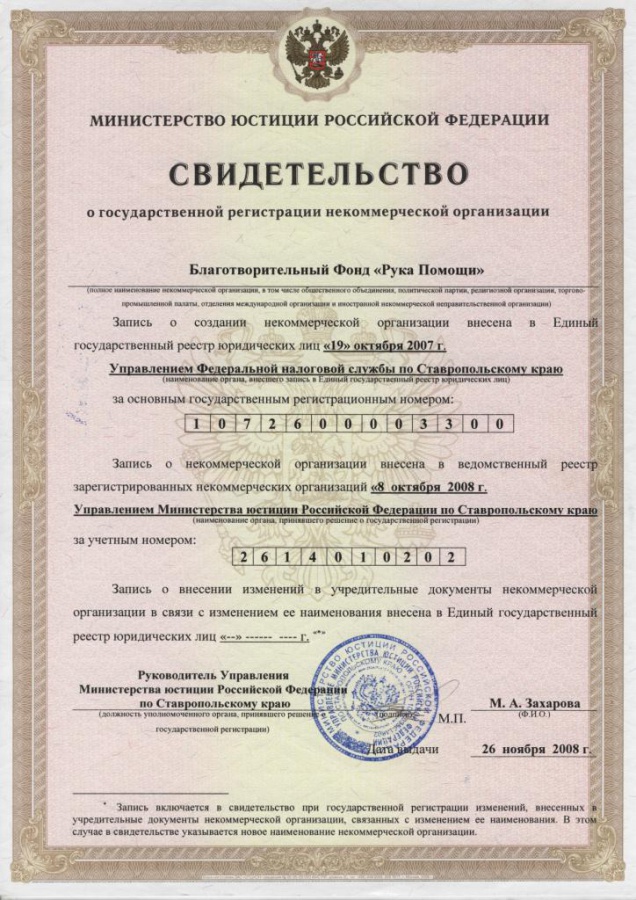 МИНИСТЕРСТВО ЮСТИЦИИ РОССИЙСКОЙ ФЕДЕРАЦИИ
СВИДЕТЕЛЬСТВО
о государственной регистрации некоммерческой организации
Благотворительный Фонд «Рука Помощи»
(полное наименование некоммерческой организации, в том числе общественного объединения, политической партии, религиозной организации, торгово-
промышленной палаты, отделения международной организации и иностранной некоммерческой неправительственной организации)
Запись о создании некоммерческой организации внесена в Единый
государственный реестр юридических лиц «19» октября 2007 г.
Управлением Федеральной налоговой службы по Ставропольскому краю
(наименование органа, внесшего запись в Единый государственный реестр юридических лиц)
за основным государственным регистрационным номером:
1 0 7 2 6 0 0 0 0 3 3 0 0
Запись о некоммерческой организации внесена в ведомственный реестр
зарегистрированных некоммерческих организаций «8 октября 2008 г.
Управлением Министерства юстиции Российской Федерации по Ставропольскому краю
(наименование органа, принявшего решение о государственной регистрации)
за учетным номером:
2 6 1 4 0 1 0 2 0 2
Запись о внесении изменений в учредительные документы некоммерческой
организации в связи с изменением ее наименования внесена в Единый государственный
реестр юридических лиц «--» ------ ---- г. "*"
Руководитель Управления
Министерства юстиции Российской Федерации
по Ставропольскому краю
М. А. Захарова
(должность уполномоченного органа, принявшего решение о
государственной регистрации)
(подпись)
М.П.
(Ф.И.О.)
Дата выдачи
26 ноября 2008 г.
* Запись включается в свидетельство при государственной регистрации изменений, внесенных в
учредительные документы некоммерческой организации, связанных с изменением ее наименования. В этом
случае в свидетельстве указывается новое наименование некоммерческой организации.